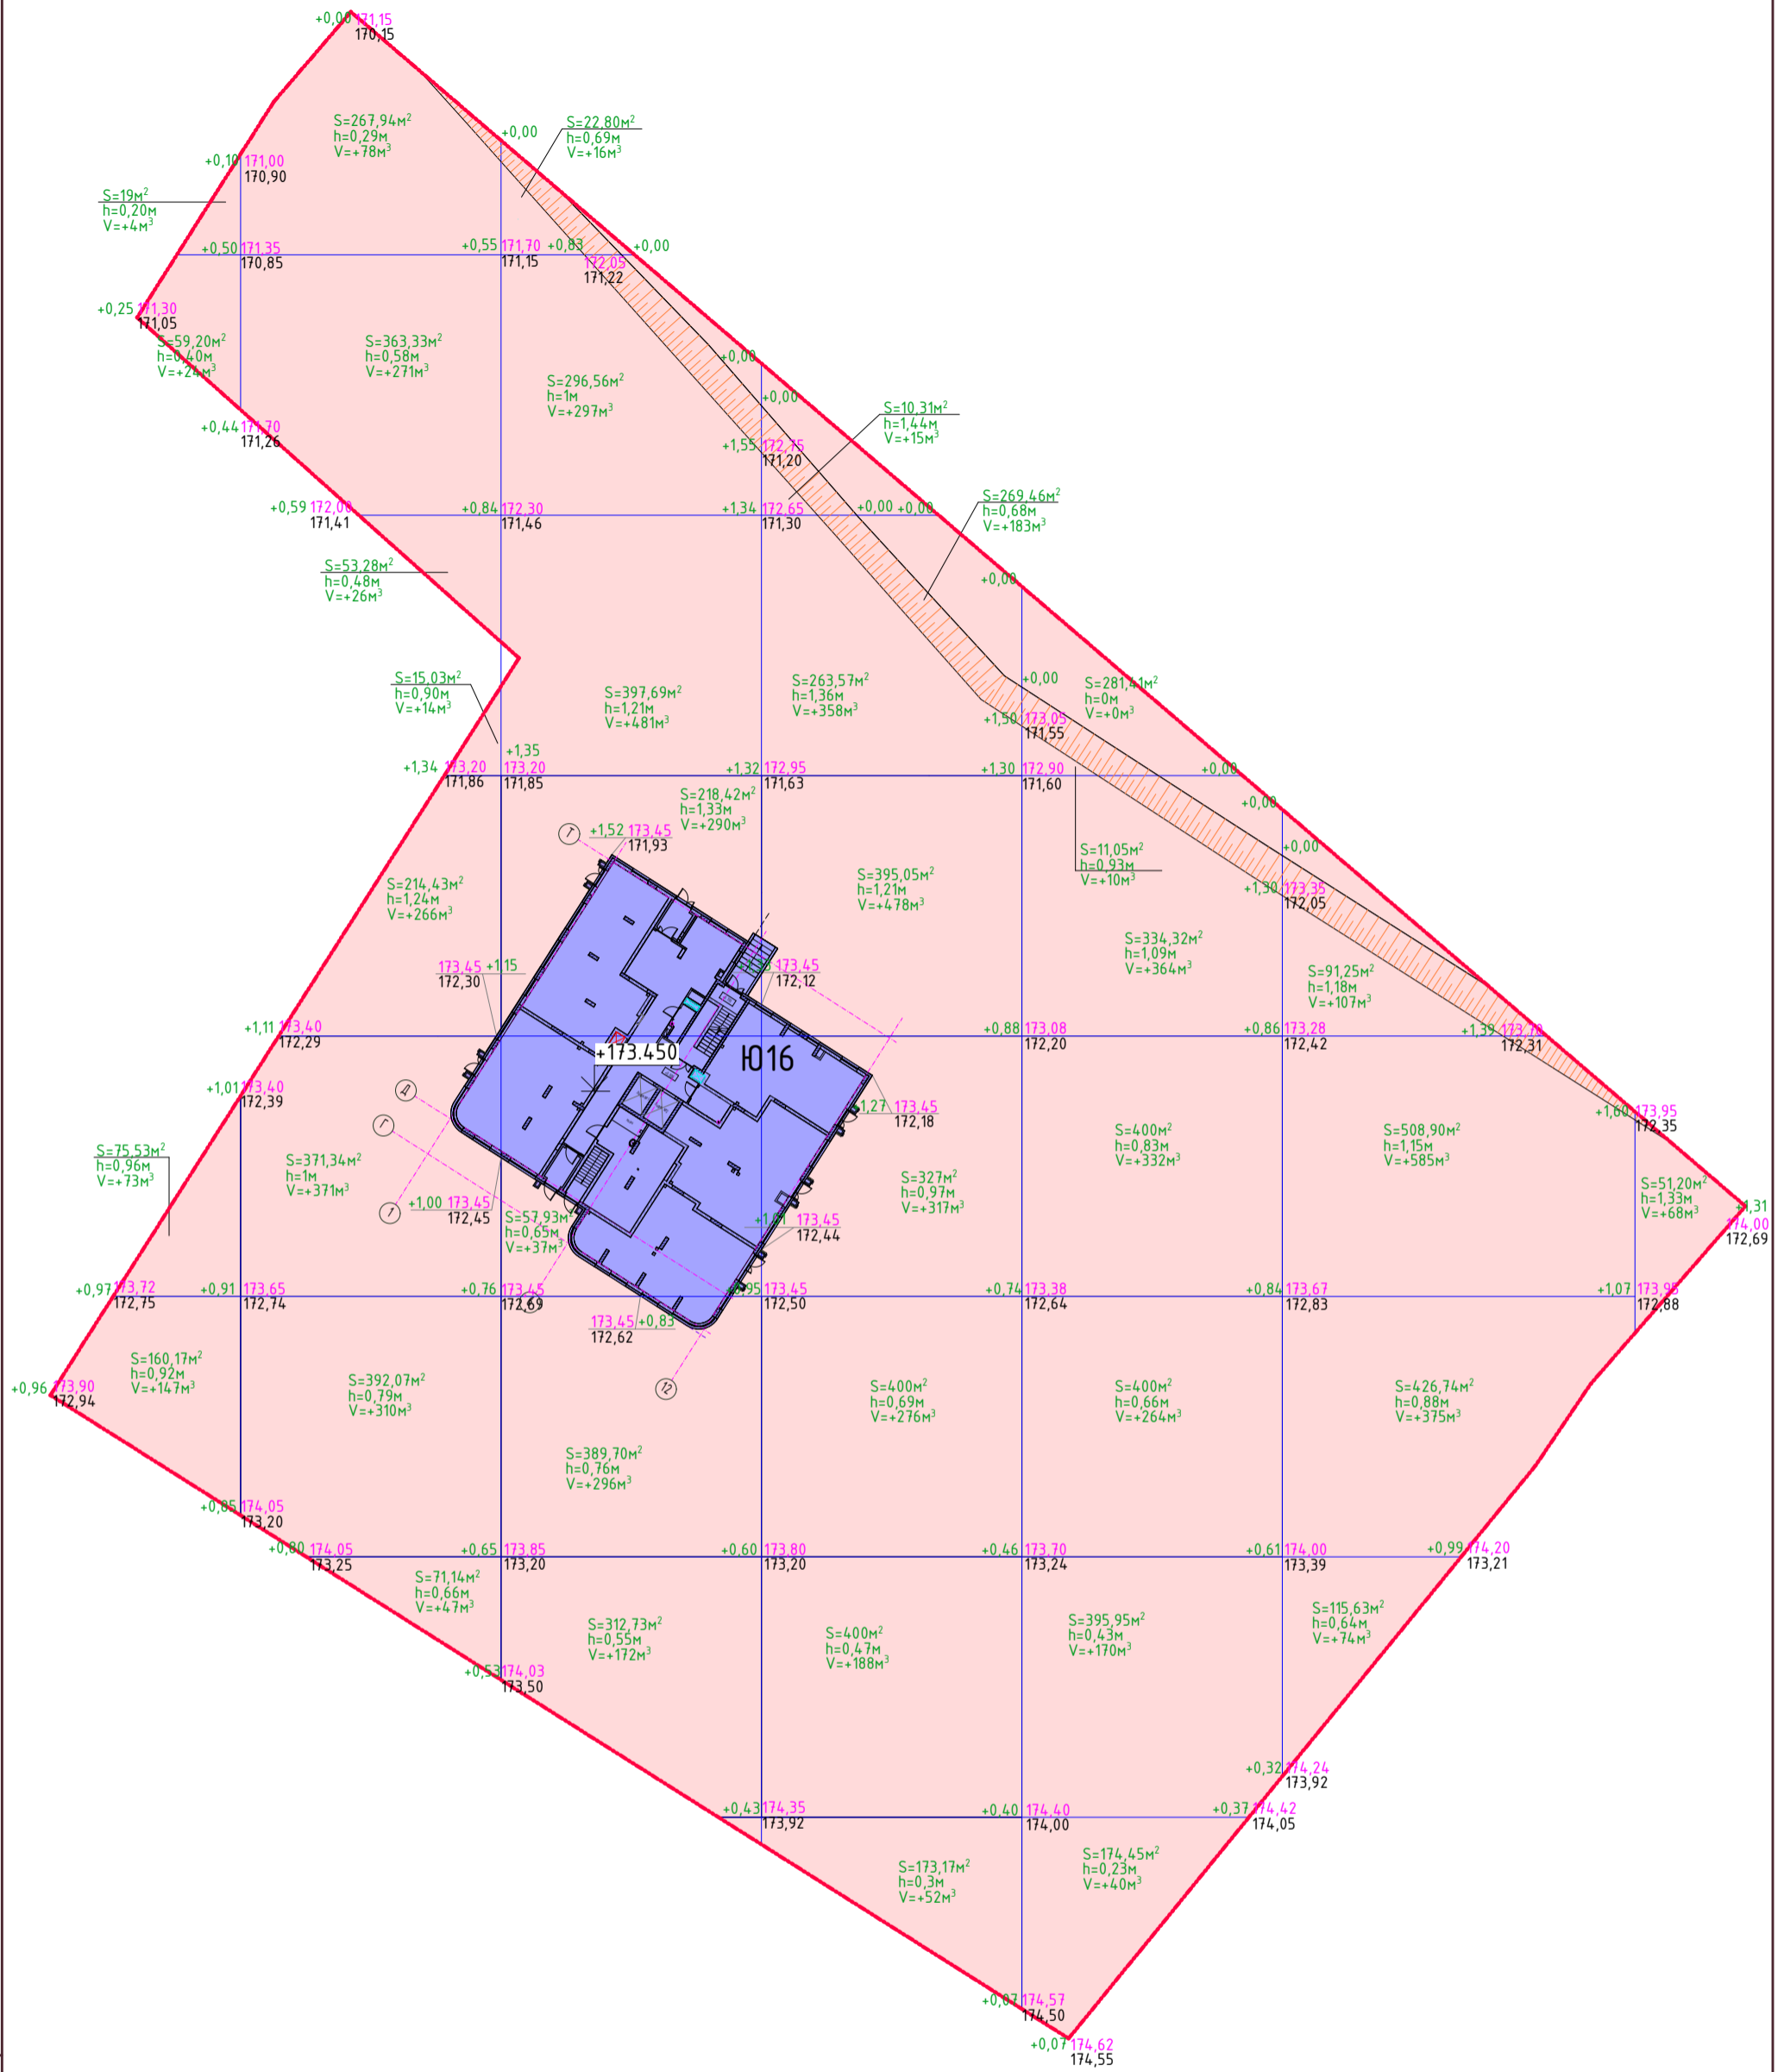 +0,00 171,15
170,15
S=267,94м²
h=0,29м
V=+78м³
S=22,80м²
h=0,69м
V=+16м³
+0,00
+0,10 171,00
170,90
S=19м²
h=0,20м
V=+4м³
+0,50 171,35
170,85
+0,55 171,70
171,15
+0,83
172,05
171,22
+0,00
+0,25 171,30
171,05
S=59,20м²
h=0,40м
V=+24м³
S=363,33м²
h=0,58м
V=+271м³
S=296,56м²
h=1м
V=+297м³
+0,00
+0,00
S=10,31м²
h=1,44м
V=+15м³
+0,44 171,70
171,26
+1,55 172,75
171,20
+0,59 172,00
171,41
+0,84 172,30
171,46
+1,34 172,65
171,30
+0,00 +0,00
S=269,46м²
h=0,68м
V=+183м³
S=53,28м²
h=0,48м
V=+26м³
+0,00
S=15,03м²
h=0,90м
V=+14м³
S=397,69м²
h=1,21м
V=+481м³
S=263,57м²
h=1,36м
V=+358м³
+0,00
S=281,41м²
h=0м
V=+0м³
+1,50 173,05
171,55
+1,34 173,20
171,86
+1,35
173,20
171,85
+1,32 172,95
171,63
+1,30 172,90
171,60
+0,00
+0,00
S=218,42м²
h=1,33м
V=+290м³
+1,52 173,45
171,93
S=11,05м²
h=0,93м
V=+10м³
+0,00
+1,30 173,35
172,05
S=214,43м²
h=1,24м
V=+266м³
S=395,05м²
h=1,21м
V=+478м³
S=334,32м²
h=1,09м
V=+364м³
S=91,25м²
h=1,18м
V=+107м³
173,45 +1,15
172,30
173,45
172,12
+1,11 173,40
172,29
+173.450
Ю16
+0,88 173,08
172,20
+0,86 173,28
172,42
+1,39 173,70
172,31
+1,01 173,40
172,39
Д
Г
1
+1,27 173,45
172,18
+1,60 173,95
172,35
S=75,53м²
h=0,96м
V=+73м³
S=371,34м²
h=1м
V=+371м³
S=400м²
h=0,83м
V=+332м³
S=508,90м²
h=1,15м
V=+585м³
S=327м²
h=0,97м
V=+317м³
S=51,20м²
h=1,33м
V=+68м³
+1,00 173,45
172,45
S=57,93м²
h=0,65м
V=+37м³
+1,01 173,45
172,44
+1,31
174,00
172,69
+0,97 173,72
172,75
+0,91 173,65
172,74
+0,76 173,45
172,69
+0,95 173,45
172,50
+0,74 173,38
172,64
+0,84 173,67
172,83
+1,07 173,95
172,88
173,45 +0,83
172,62
12
+0,96 173,90
172,94
S=160,17м²
h=0,92м
V=+147м³
S=392,07м²
h=0,79м
V=+310м³
S=400м²
h=0,69м
V=+276м³
S=400м²
h=0,66м
V=+264м³
S=426,74м²
h=0,88м
V=+375м³
S=389,70м²
h=0,76м
V=+296м³
+0,85 174,05
173,20
+0,80 174,05
173,25
+0,65 173,85
173,20
+0,60 173,80
173,20
+0,46 173,70
173,24
+0,61 174,00
173,39
+0,99 174,20
173,21
S=71,14м²
h=0,66м
V=+47м³
S=312,73м²
h=0,55м
V=+172м³
S=400м²
h=0,47м
V=+188м³
S=395,95м²
h=0,43м
V=+170м³
S=115,63м²
h=0,64м
V=+74м³
+0,53 174,03
173,50
+0,32 174,24
173,92
+0,43 174,35
173,92
+0,40 174,40
174,00
+0,37 174,42
174,05
S=173,17м²
h=0,3м
V=+52м³
S=174,45м²
h=0,23м
V=+40м³
+0,07 174,57
174,50
+0,07 174,62
174,55